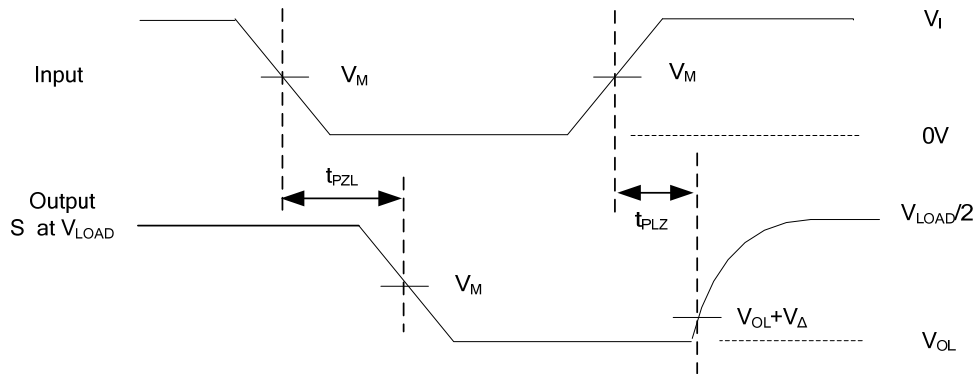 V_I
Input
V_M
V_M
0V
t_PZL
Output
S at V_LOAD
t_PLZ
V_LOAD/2
V_M
V_OL+V_Δ
V_OL